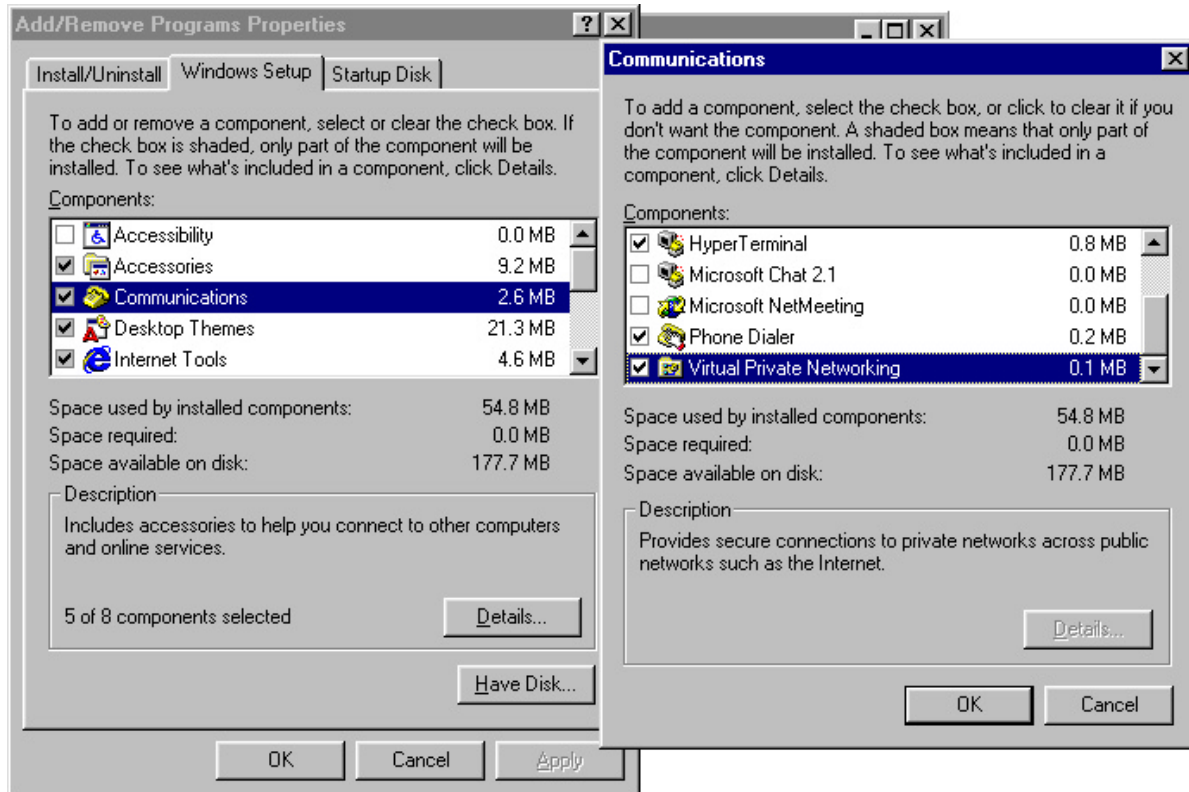 Add/Remove Programs Properties
Install/Uninstall Windows Setup Startup Disk
To add or remove a component, select or clear the check box. If
the check box is shaded, only part of the component will be
installed. To see what's included in a component, click Details.
Components:
Accessibility 0.0 MB
Accessories 9.2 MB
Communications 2.6 MB
Desktop Themes 21.3 MB
Internet Tools 4.6 MB
Space used by installed components: 54.8 MB
Space required: 0.0 MB
Space available on disk: 177.7 MB
Description
Includes accessories to help you connect to other computers
and online services.
5 of 8 components selected Details...
Have Disk...
OK Cancel Apply
Communications
To add a component, select the check box, or click to clear it if you
don't want the component. A shaded box means that only part of
the component will be installed. To see what's included in a
component, click Details.
Components:
HyperTerminal 0.8 MB
Microsoft Chat 2.1 0.0 MB
Microsoft NetMeeting 0.0 MB
Phone Dialer 0.2 MB
Virtual Private Networking 0.1 MB
Space used by installed components: 54.8 MB
Space required: 0.0 MB
Space available on disk: 177.7 MB
Description
Provides secure connections to private networks across public
networks such as the Internet.
Details...
OK Cancel